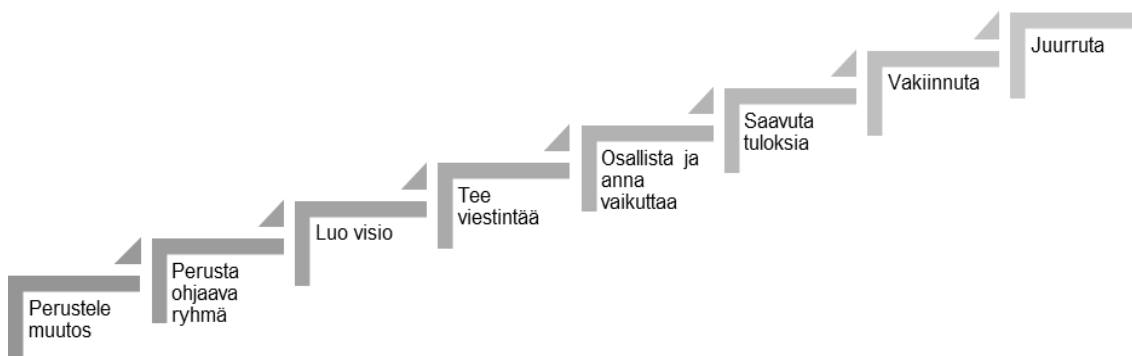 Perustele
muutos
Perusta
ohjaava
ryhmä
Luo visio
Tee
viestintää
Osallista ja
anna
vaikuttaa
Saavuta
tuloksia
Vakiinnuta
Juurruta